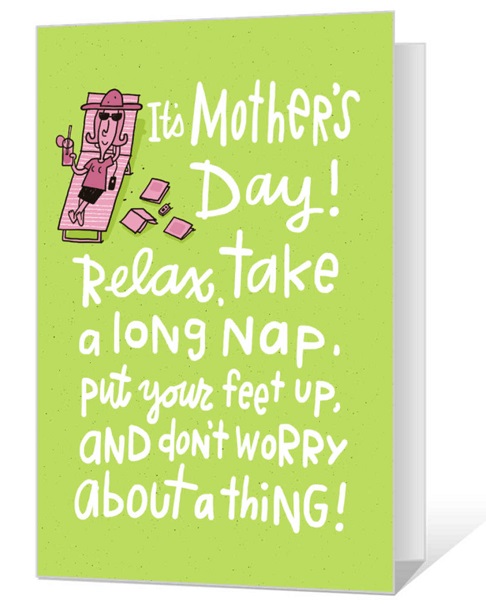 It's Mother's
Day!
Relax, take
a long nap,
put your feet up,
and don't worry
about a thing!